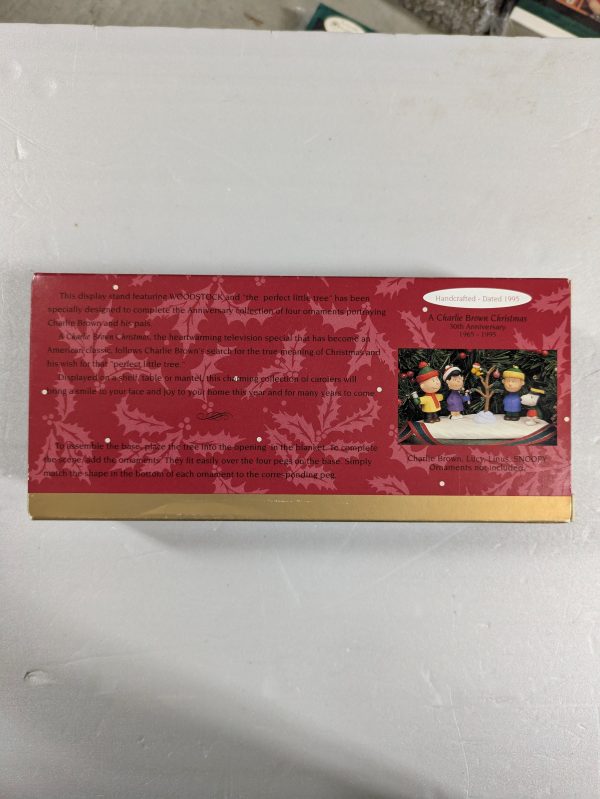 This display stand featuring WOODSTOCK and "the perfect little tree" has been
specially designed to complete the Anniversary collection of four ornaments portraying
Charlie Brown and his pals.
A Charlie Brown Christmas, the heartwarming television special that has become an
American classic, follows Charlie Brown's search for the true meaning of Christmas and
his wish for that "perfect little tree."
Displayed on a shelf, table or mantel, this charming collection of carolers will
bring a smile to your face and joy to your home this year and for many years to come.
To assemble the base, place the tree into the opening in the blanket. To complete
the scene, add the ornaments. They fit easily over the four pegs on the base. Simply
match the shape in the bottom of each ornament to the corresponding peg.
Handcrafted - Dated 1995
A Charlie Brown Christmas
30th Anniversary
1965 - 1995
Charlie Brown, Lucy, Linus, SNOOPY
Ornaments not included.